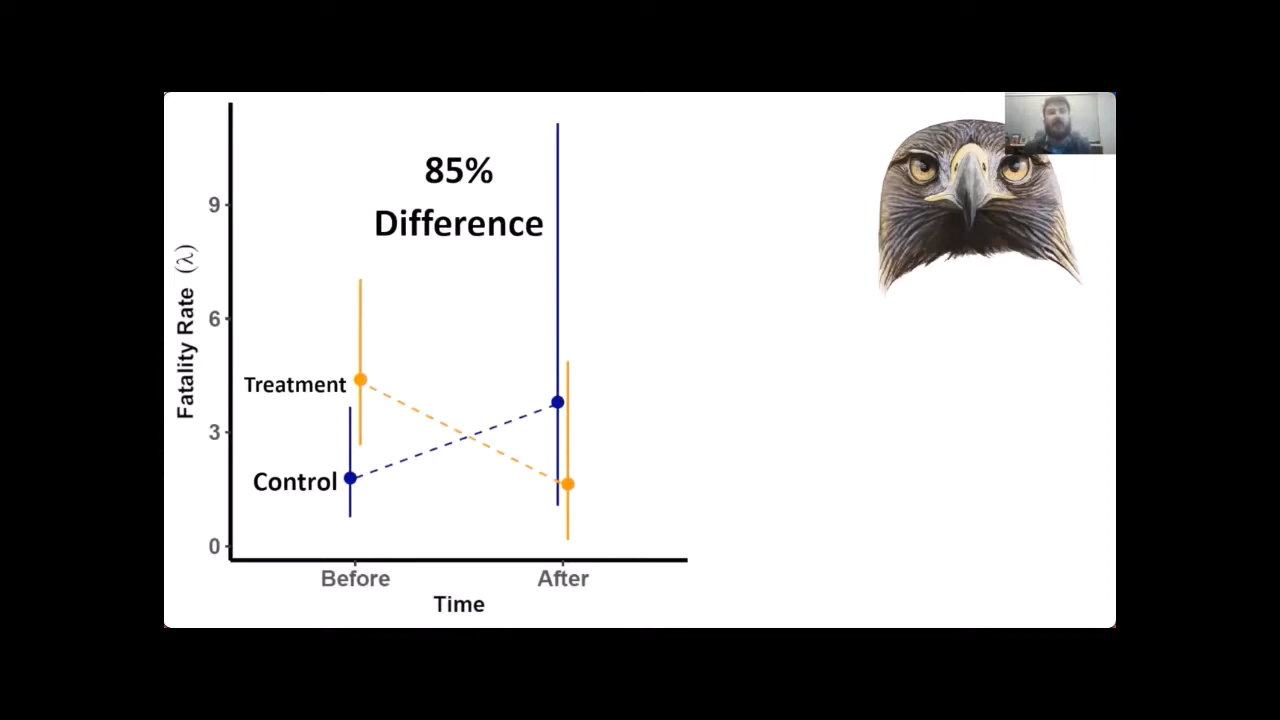 85%
Difference
9
6
3
0
Fatality Rate (λ)
Treatment
Control
Before
After
Time